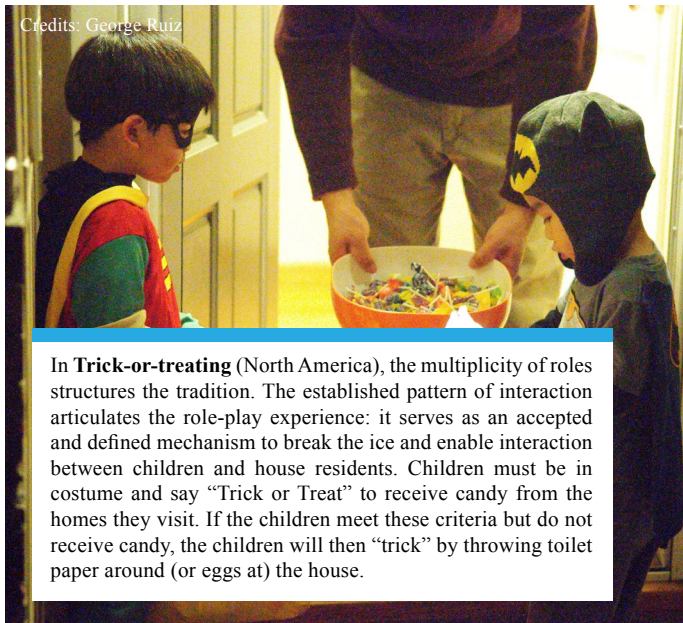 Credits: George Ruiz
In Trick-or-treating (North America), the multiplicity of roles
structures the tradition. The established pattern of interaction
articulates the role-play experience: it serves as an accepted
and defined mechanism to break the ice and enable interaction
between children and house residents. Children must be in
costume and say “Trick or Treat” to receive candy from the
homes they visit. If the children meet these criteria but do not
receive candy, the children will then “trick” by throwing toilet
paper around (or eggs at) the house.